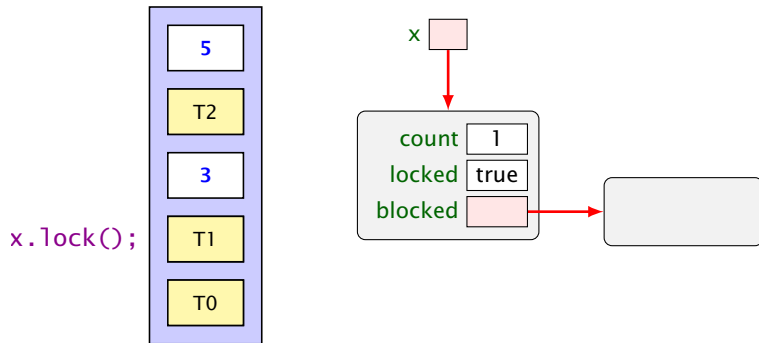 5
T2
3
x.lock();
T1
T0
x
count 1
locked true
blocked